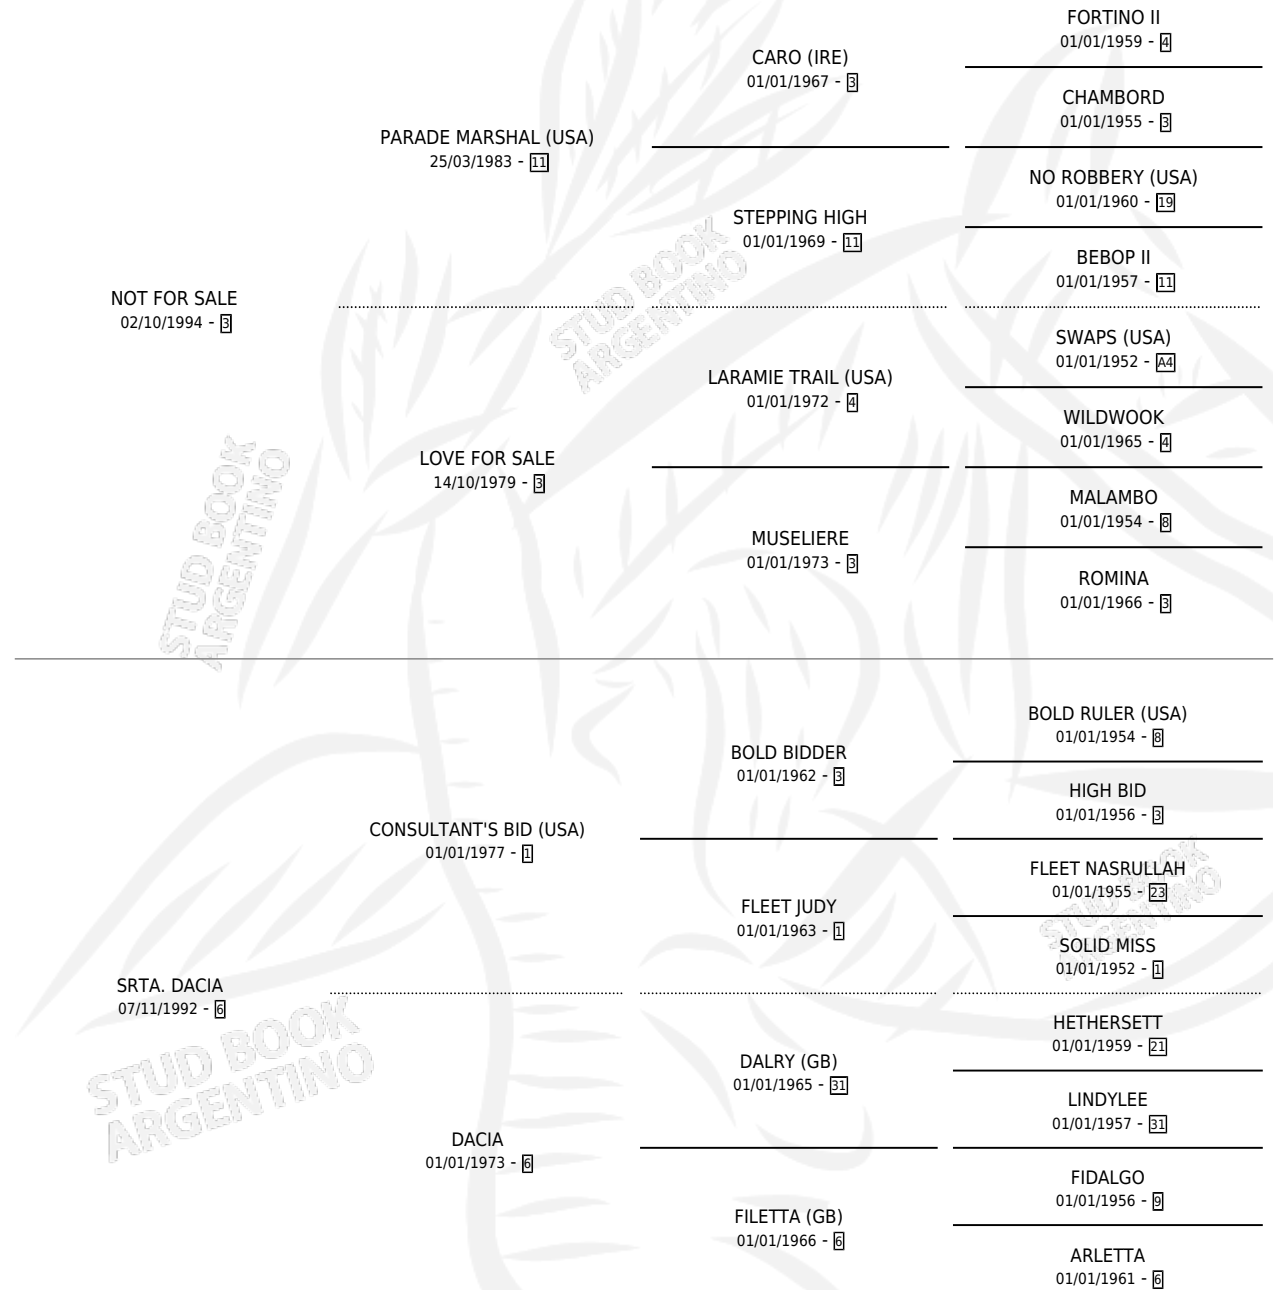 FORTINO II
01/01/1959 - 4
CARO (IRE)
01/01/1967 - 3
CHAMBORD
01/01/1955 - 3
PARADE MARSHAL (USA)
25/03/1983 - 11
NO ROBBERY (USA)
01/01/1960 - 19
STEPPING HIGH
01/01/1969 - 11
BEBOP II
01/01/1957 - 11
NOT FOR SALE
02/10/1994 - 3
SWAPS (USA)
01/01/1952 - A4
LARAMIE TRAIL (USA)
01/01/1972 - 4
WILDWOOK
01/01/1965 - 4
LOVE FOR SALE
14/10/1979 - 3
MALAMBO
01/01/1954 - 8
MUSELIERE
01/01/1973 - 3
ROMINA
01/01/1966 - 3
STUD BOOK
ARGENTINO
STUD BOOK
ARGENTINO
BOLD RULER (USA)
01/01/1954 - 8
BOLD BIDDER
01/01/1962 - 3
HIGH BID
01/01/1956 - 3
CONSULTANT'S BID (USA)
01/01/1977 - 1
FLEET NASRULLAH
01/01/1955 - 23
FLEET JUDY
01/01/1963 - 1
SOLID MISS
01/01/1952 - 1
STUD BOOK
ARGENTINO
SRTA. DACIA
07/11/1992 - 6
HETHERSETT
01/01/1959 - 21
DALRY (GB)
01/01/1965 - 31
LINDYLEE
01/01/1957 - 31
DACIA
01/01/1973 - 6
FIDALGO
01/01/1956 - 9
FILETTA (GB)
01/01/1966 - 6
ARLETTA
01/01/1961 - 6
STUD BOOK
ARGENTINO